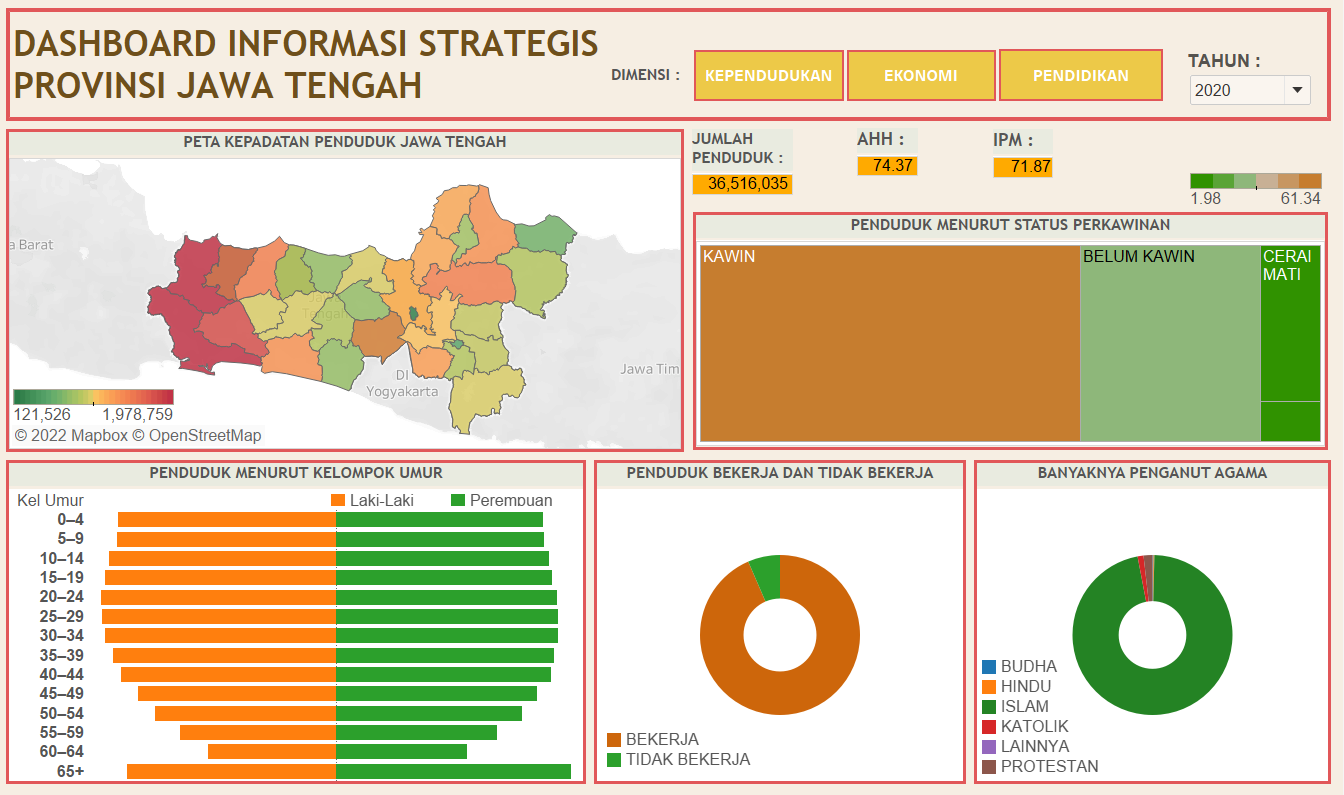 DASHBOARD INFORMASI STRATEGIS
PROVINSI JAWA TENGAH
DIMENSI :
KEPENDUDUKAN
EKONOMI
PENDIDIKAN
TAHUN :
2020
PETA KEPADATAN PENDUDUK JAWA TENGAH
a Barat
Jawa
Tengah
DI
Yogyakarta
Jawa Tim
121,526
1,978,759
© 2022 Mapbox © OpenStreetMap
JUMLAH
PENDUDUK :
36,516,035
AHH :
74.37
IPM :
71.87
1.98
61.34
PENDUDUK MENURUT STATUS PERKAWINAN
KAWIN
BELUM KAWIN
CERAI
MATI
PENDUDUK MENURUT KELOMPOK UMUR
Kel Umur
Laki-Laki
Perempuan
0–4
5–9
10–14
15–19
20–24
25–29
30–34
35–39
40–44
45–49
50–54
55–59
60–64
65+
PENDUDUK BEKERJA DAN TIDAK BEKERJA
BEKERJA
TIDAK BEKERJA
BANYAKNYA PENGANUT AGAMA
BUDHA
HINDU
ISLAM
KATOLIK
LAINNYA
PROTESTAN